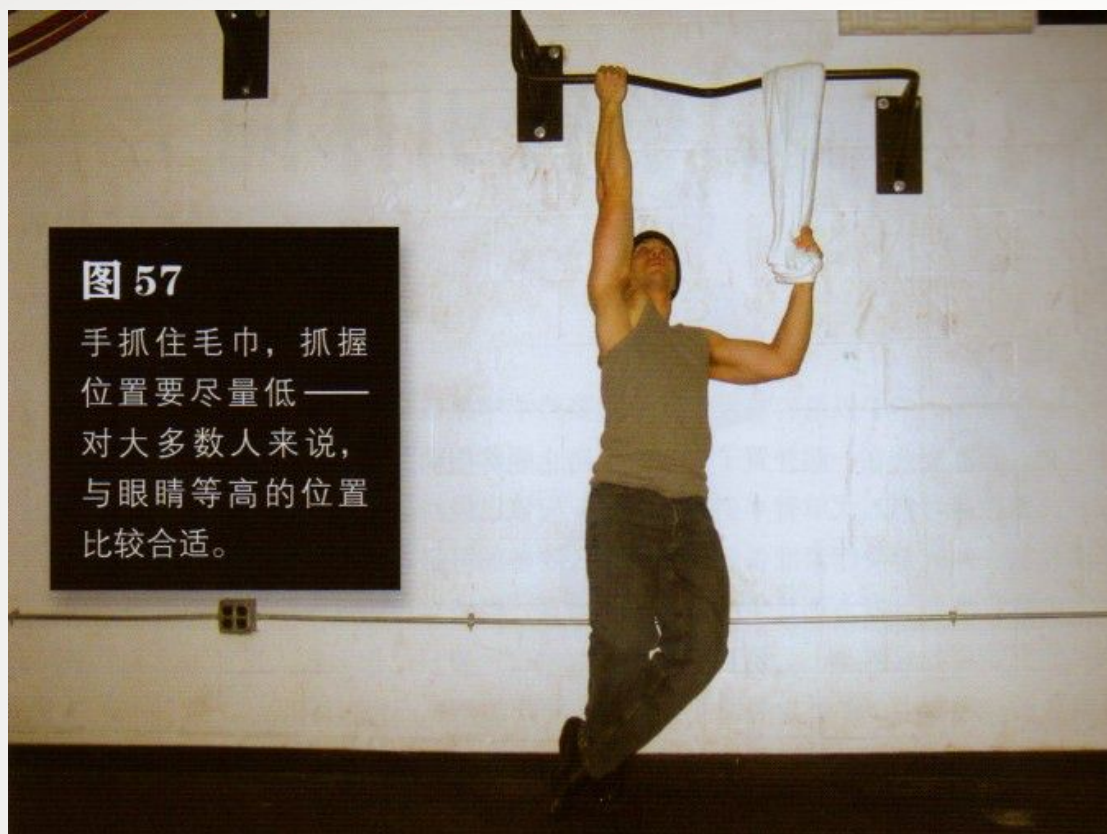 图 57
手抓住毛巾，抓握
位置要尽量低——
对大多数人来说，
与眼睛等高的位置
比较合适。